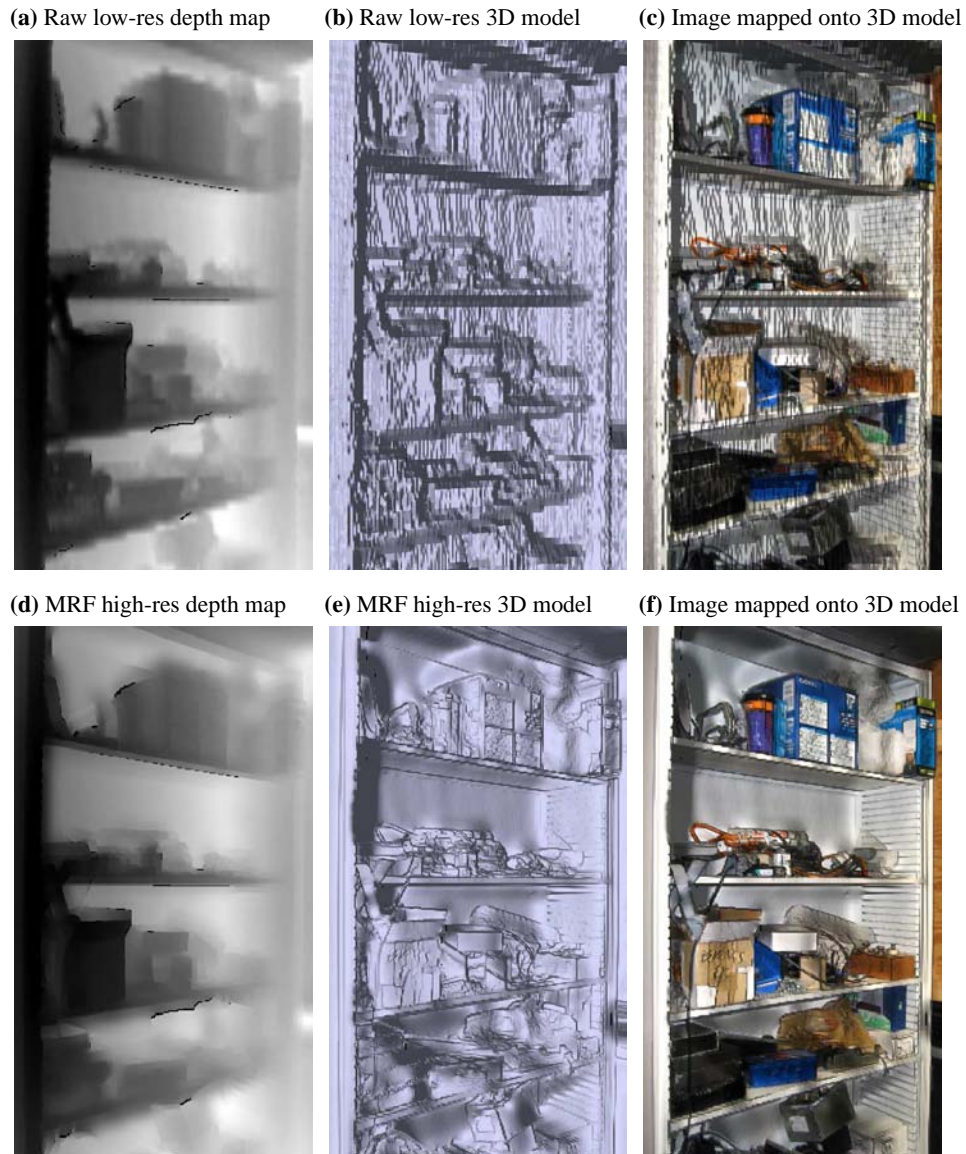 (a) Raw low-res depth map
(b) Raw low-res 3D model
(c) Image mapped onto 3D model
(d) MRF high-res depth map
(e) MRF high-res 3D model
(f) Image mapped onto 3D model